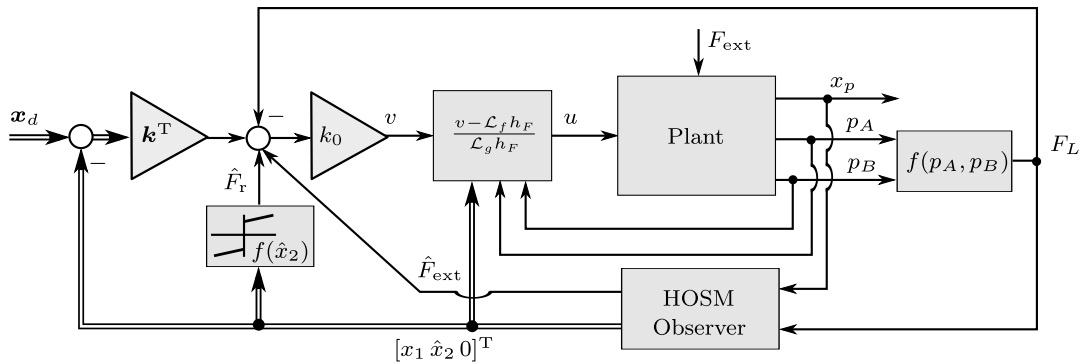 F_ext
x_p
x_d
k^T
−
k_0
v
\frac{v − ℒ_f h_F}{ℒ_g h_F}
u
Plant
p_A
p_B
f(p_A, p_B)
F_L
−
F̂_r
f(x̂_2)
F̂_ext
HOSM
Observer
[x_1 x̂_2 0]^T